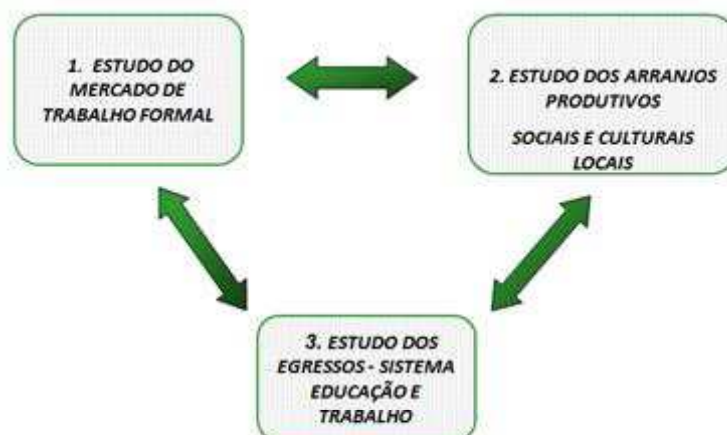 1. ESTUDO DO
MERCADO DE
TRABALHO FORMAL
2. ESTUDO DOS ARRANJOS
PRODUTIVOS
SOCIAIS E CULTURAIS
LOCAIS
3. ESTUDO DOS
EGRESSOS - SISTEMA
EDUCAÇÃO E
TRABALHO